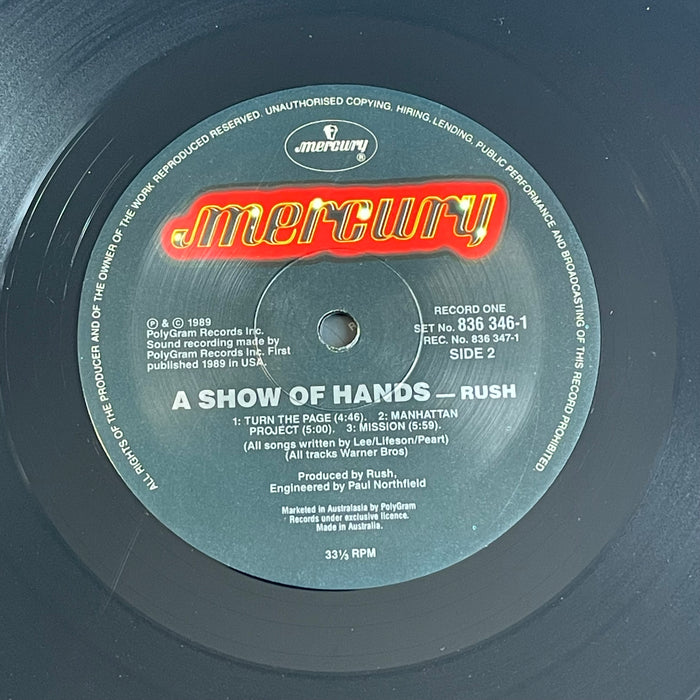 ALL RIGHTS OF THE PRODUCER AND OF THE OWNER OF THE WORK REPRODUCED RESERVED. UNAUTHORISED COPYING, HIRING, LENDING, PUBLIC PERFORMANCE AND BROADCASTING OF THIS RECORD PROHIBITED.
mercury
®
mercury
Ⓟ & © 1989
PolyGram Records Inc.
Sound recording made by
PolyGram Records Inc. First
published 1989 in USA.
RECORD ONE
SET No. 836 346-1
REC. No. 836 347-1
SIDE 2
A SHOW OF HANDS — RUSH
1: TURN THE PAGE (4:46). 2: MANHATTAN
PROJECT (5:00). 3: MISSION (5:59).
(All songs written by Lee/Lifeson/Peart)
(All tracks Warner Bros)
Produced by Rush,
Engineered by Paul Northfield
Marketed in Australasia by PolyGram
Records under exclusive licence.
Made in Australia.
33⅓ RPM